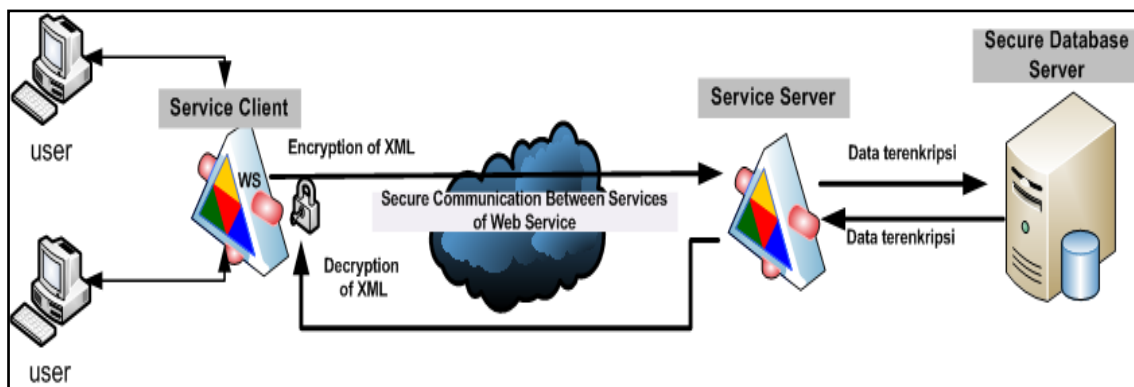 user
Service Client
WS
Encryption of XML
Secure Communication Between Services
of Web Service
Decryption
of XML
Service Server
Data terenkripsi
Data terenkripsi
Secure Database
Server
user